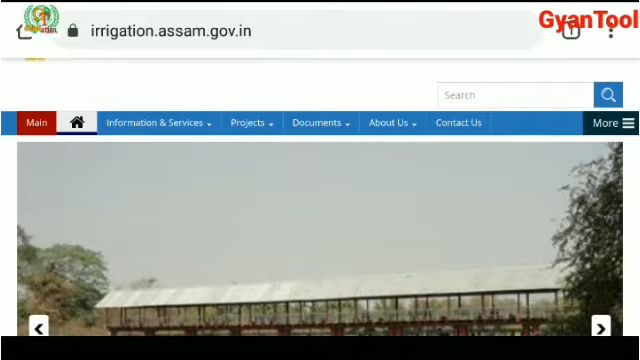 GyanTool
irrigation.assam.gov.in
Search
Main
Information & Services
Projects
Documents
About Us
Contact Us
More